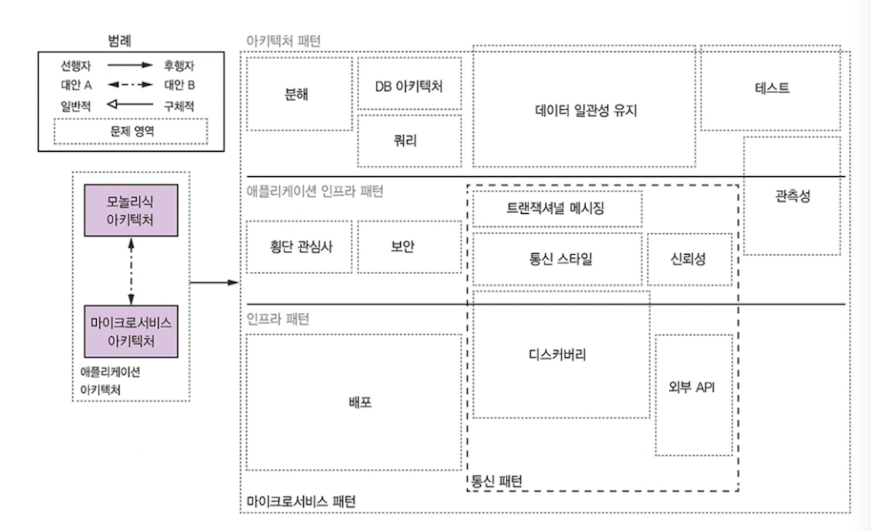 범례
선행자 후행자
대안 A 대안 B
일반적 구체적
문제 영역
모놀리식
아키텍처
마이크로서비스
아키텍처
애플리케이션
아키텍처
아키텍처 패턴
분해
DB 아키텍처
쿼리
데이터 일관성 유지
테스트
관측성
애플리케이션 인프라 패턴
횡단 관심사
보안
트랜잭셔널 메시징
통신 스타일
신뢰성
인프라 패턴
배포
디스커버리
외부 API
통신 패턴
마이크로서비스 패턴